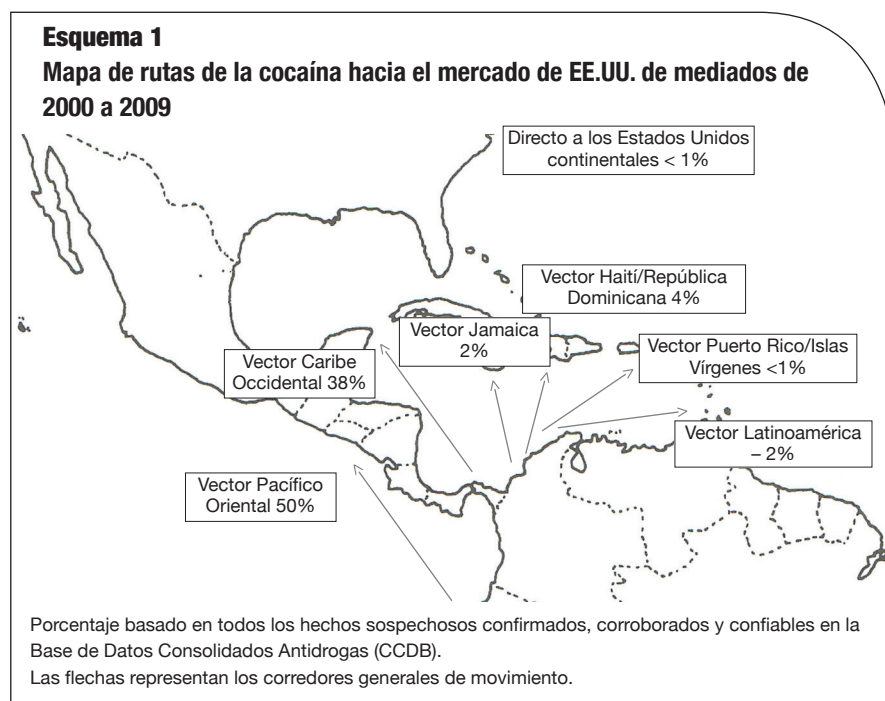 Esquema 1
Mapa de rutas de la cocaína hacia el mercado de EE.UU. de mediados de
2000 a 2009
Directo a los Estados Unidos
continentales < 1%
Vector Haití/República
Dominicana 4%
Vector Jamaica
2%
Vector Puerto Rico/Islas
Vírgenes <1%
Vector Caribe
Occidental 38%
Vector Latinoamérica
– 2%
Vector Pacífico
Oriental 50%
Porcentaje basado en todos los hechos sospechosos confirmados, corroborados y confiables en la
Base de Datos Consolidados Antidrogas (CCDB).
Las flechas representan los corredores generales de movimiento.